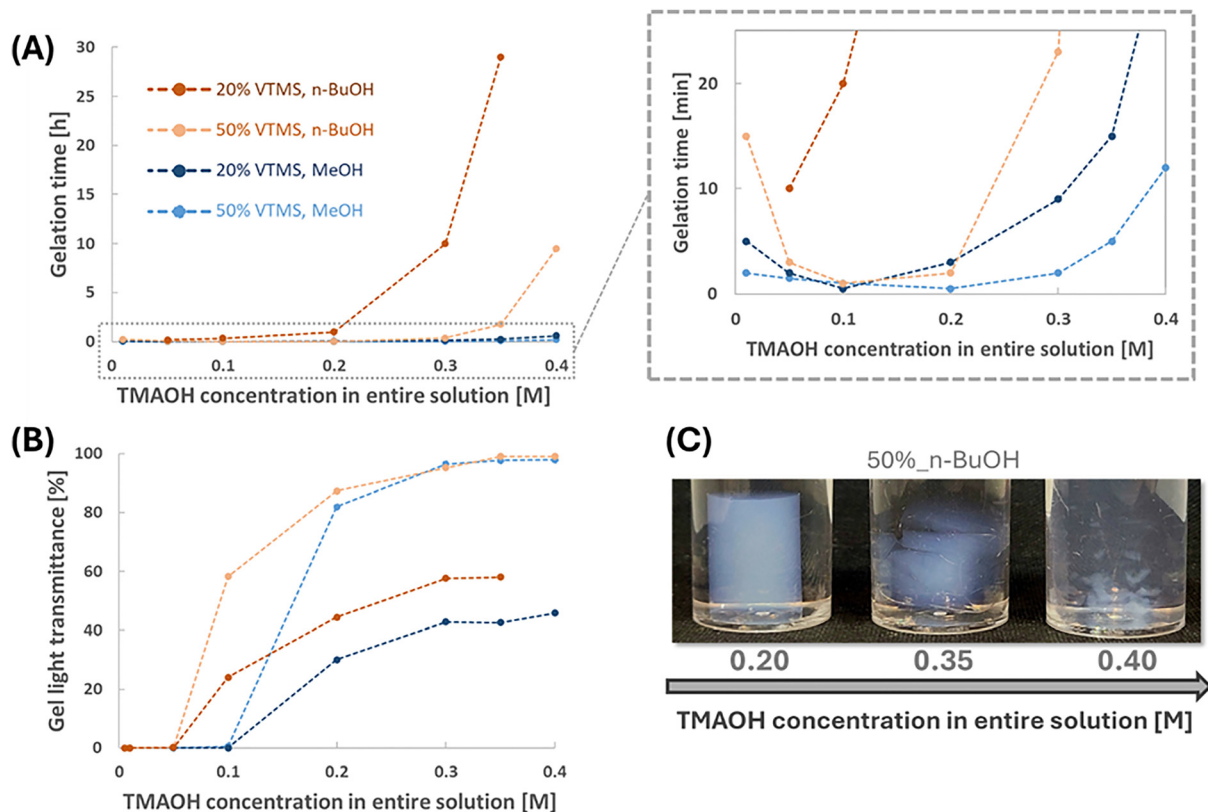 (A)
30
25
20
15
10
5
0
Gelation time [h]
20% VTMS, n-BuOH
50% VTMS, n-BuOH
20% VTMS, MeOH
50% VTMS, MeOH
0 0.1 0.2 0.3 0.4
TMAOH concentration in entire solution [M]
20
10
0
Gelation time [min]
0 0.1 0.2 0.3 0.4
TMAOH concentration in entire solution [M]
(B)
100
80
60
40
20
0
Gel light transmittance [%]
0 0.1 0.2 0.3 0.4
TMAOH concentration in entire solution [M]
(C)
50%_n-BuOH
0.20 0.35 0.40
TMAOH concentration in entire solution [M]